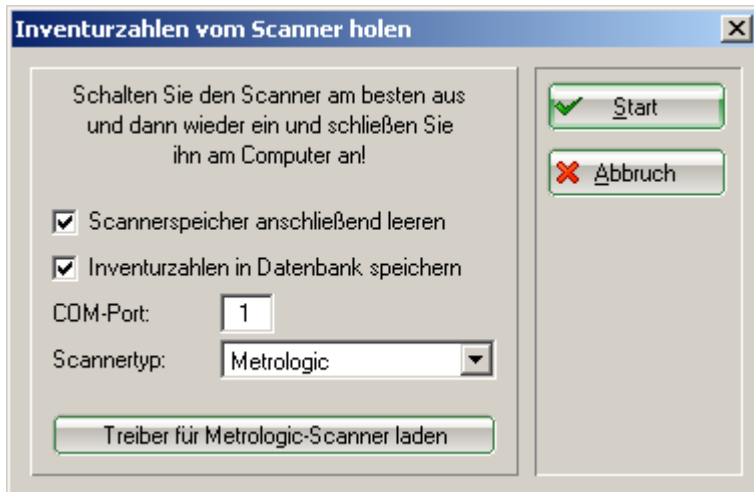 Inventurzahlen vom Scanner holen
Schalten Sie den Scanner am besten aus
und dann wieder ein und schließen Sie
ihn am Computer an!
Scannerspeicher anschließend leeren
Inventurzahlen in Datenbank speichern
COM-Port: 1
Scannertyp: Metrologic
Treiber für Metrologic-Scanner laden
Start
Abbruch